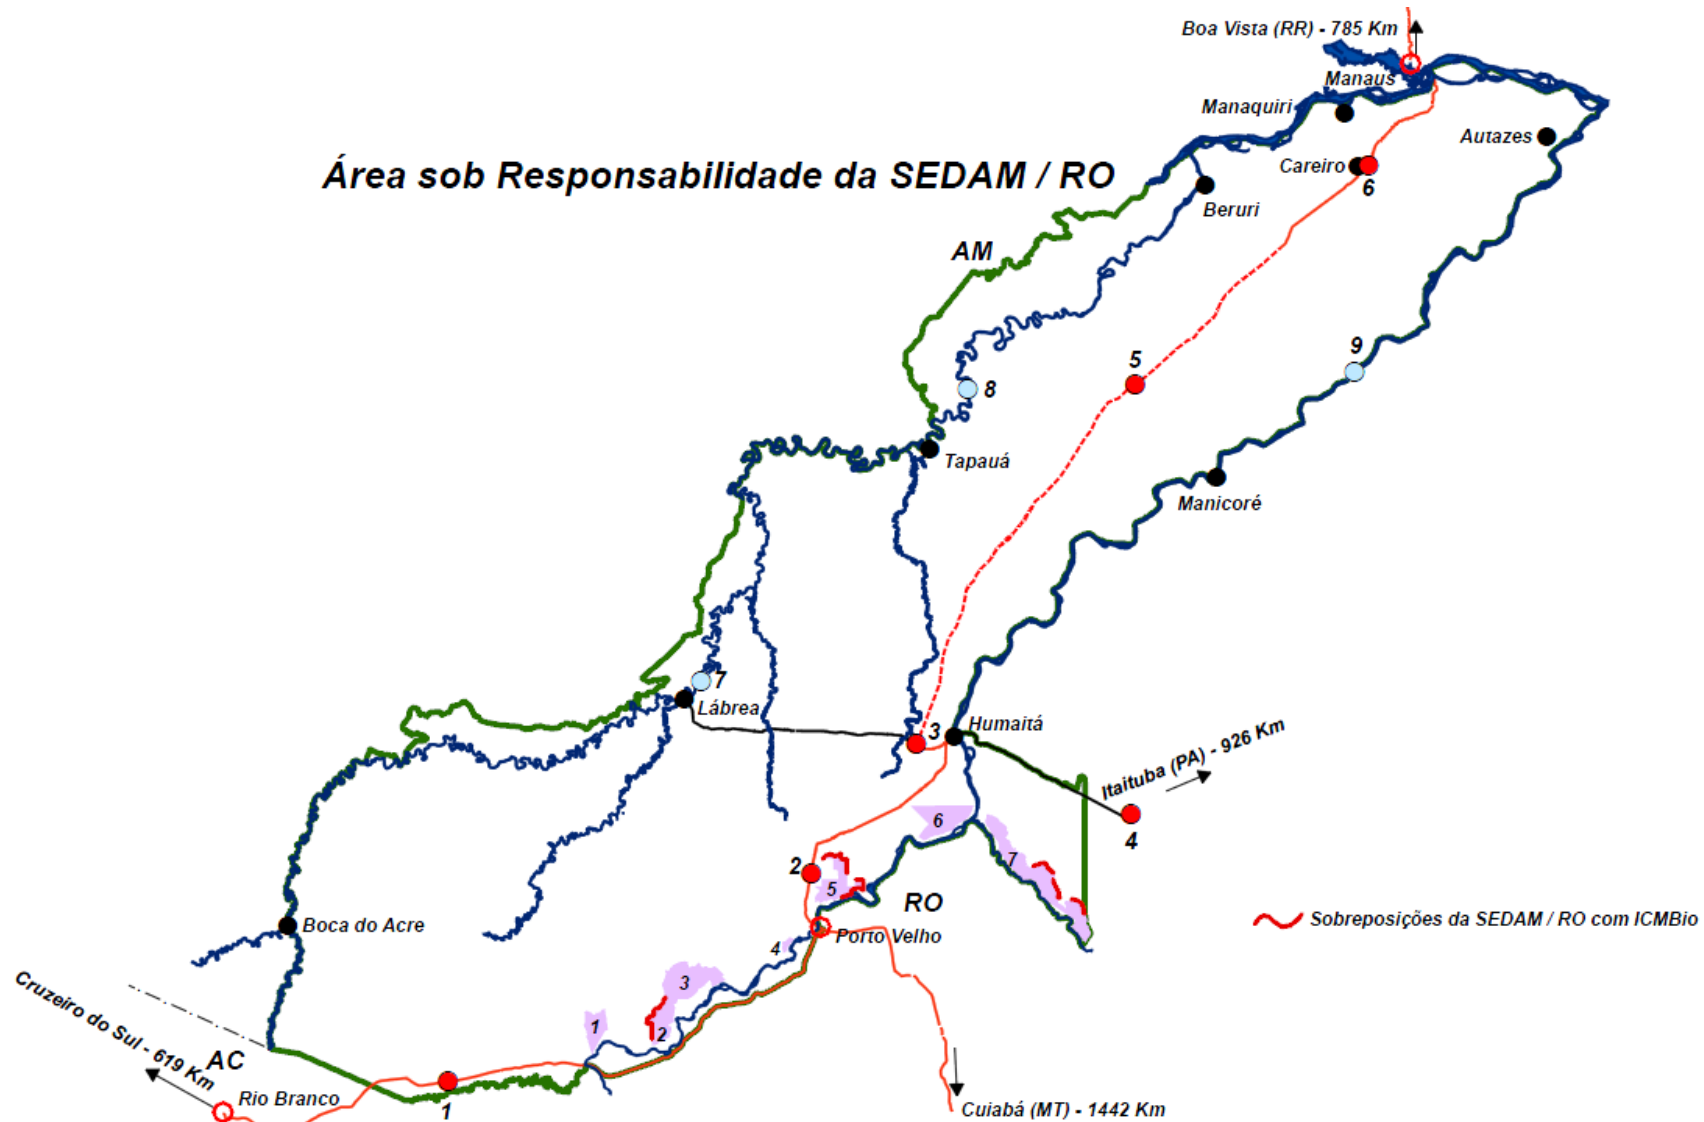 Boa Vista (RR) - 785 Km
Manaus
Manaquiri
Autazes
Careiro
6
Área sob Responsabilidade da SEDAM / RO
Beruri
AM
5
9
8
Tapauá
Manicoré
7
Lábrea
3
Humaitá
Itaituba (PA) - 926 Km
4
6
7
2
5
RO
Sobreposições da SEDAM / RO com ICMBio
Boca do Acre
Porto Velho
4
3
Cruzeiro do Sul - 619 Km
1
2
AC
Rio Branco
1
Cuiabá (MT) - 1442 Km